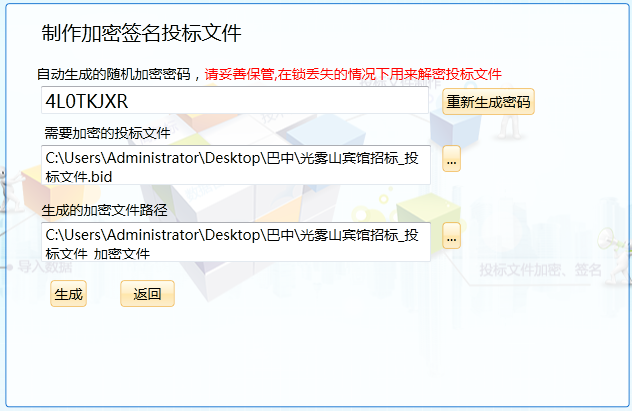 制作加密签名投标文件
自动生成的随机加密密码，请妥善保管,在锁丢失的情况下用来解密投标文件
4L0TKJXR
重新生成密码
需要加密的投标文件
C:\Users\Administrator\Desktop\巴中\光雾山宾馆招标_投
标文件.bid
...
生成的加密文件路径
C:\Users\Administrator\Desktop\巴中\光雾山宾馆招标_投
标文件_加密文件
...
导入数据
投标文件加密、签名
生成
返回